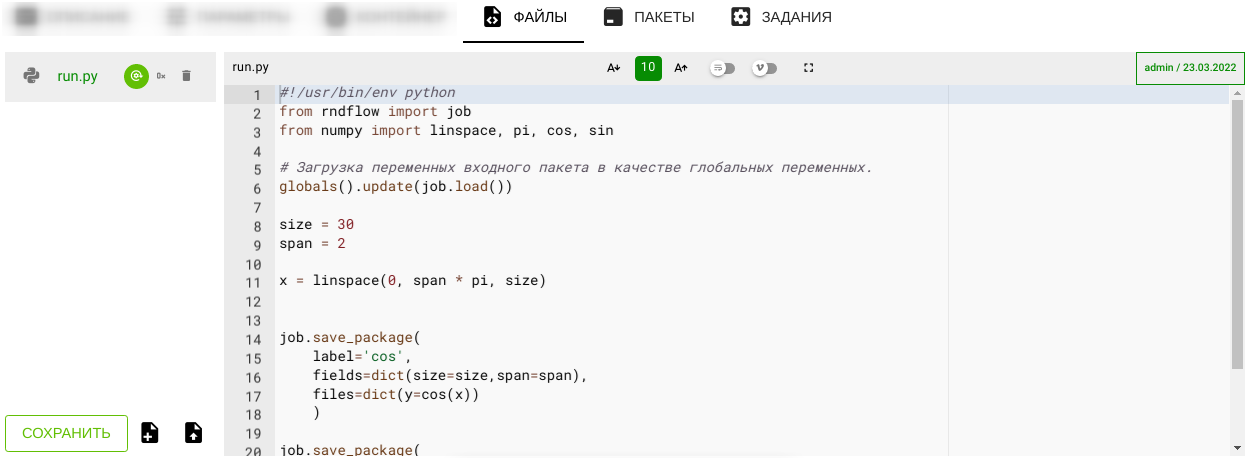 ФАЙЛЫ ПАКЕТЫ ЗАДАНИЯ
run.py
0x
run.py A 10 A
admin / 23.03.2022
1 #!/usr/bin/env python
2 from rndflow import job
3 from numpy import linspace, pi, cos, sin
4
5 # Загрузка переменных входного пакета в качестве глобальных переменных.
6 globals().update(job.load())
7
8 size = 30
9 span = 2
10
11 x = linspace(0, span * pi, size)
12
13
14 job.save_package(
15     label='cos',
16     fields=dict(size=size,span=span),
17     files=dict(y=cos(x))
18     )
19
20 job.save_package(
СОХРАНИТЬ